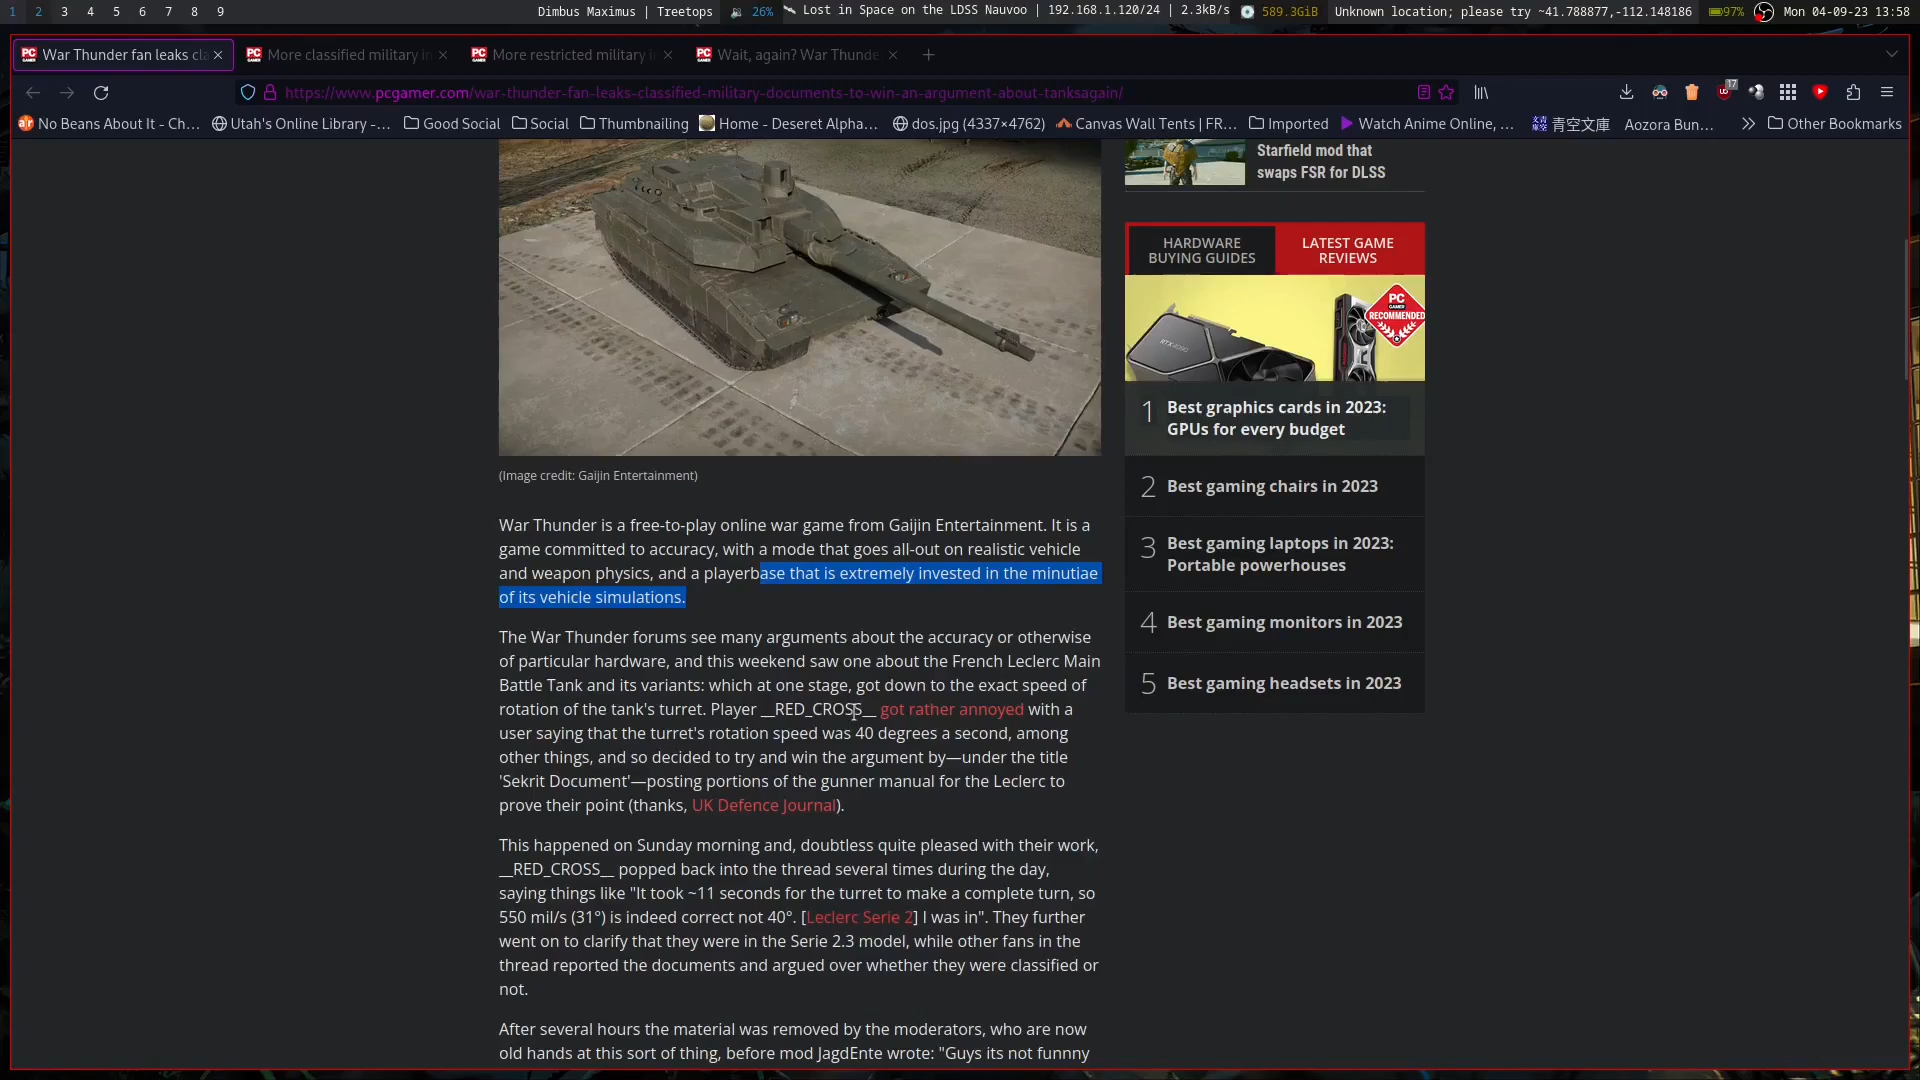 1 2 3 4 5 6 7 8 9
Dimbus Maximus | Treetops
26%
Lost in Space on the LDSS Nauvoo | 192.168.1.120/24 | 2.3kB/s
589.3GiB
Unknown location; please try ~41.788877,-112.148186
97%
Mon 04-09-23 13:58
War Thunder fan leaks cla
More classified military in
More restricted military i
Wait, again? War Thunde
https://www.pcgamer.com/war-thunder-fan-leaks-classified-military-documents-to-win-an-argument-about-tanksagain/
17
No Beans About It - Ch...
Utah's Online Library -...
Good Social
Social
Thumbnailing
Home - Deseret Alpha...
dos.jpg (4337×4762)
Canvas Wall Tents | FR...
Imported
Watch Anime Online, ...
青空文庫
Aozora Bun...
Other Bookmarks
(Image credit: Gaijin Entertainment)
War Thunder is a free-to-play online war game from Gaijin Entertainment. It is a
game committed to accuracy, with a mode that goes all-out on realistic vehicle
and weapon physics, and a playerbase that is extremely invested in the minutiae
of its vehicle simulations.
The War Thunder forums see many arguments about the accuracy or otherwise
of particular hardware, and this weekend saw one about the French Leclerc Main
Battle Tank and its variants: which at one stage, got down to the exact speed of
rotation of the tank's turret. Player __RED_CROSS__ got rather annoyed with a
user saying that the turret's rotation speed was 40 degrees a second, among
other things, and so decided to try and win the argument by—under the title
'Sekrit Document'—posting portions of the gunner manual for the Leclerc to
prove their point (thanks, UK Defence Journal).
This happened on Sunday morning and, doubtless quite pleased with their work,
__RED_CROSS__ popped back into the thread several times during the day,
saying things like "It took ~11 seconds for the turret to make a complete turn, so
550 mil/s (31°) is indeed correct not 40°. [Leclerc Serie 2] I was in". They further
went on to clarify that they were in the Serie 2.3 model, while other fans in the
thread reported the documents and argued over whether they were classified or
not.
After several hours the material was removed by the moderators, who are now
old hands at this sort of thing, before mod JagdEnte wrote: "Guys its not funnny
Starfield mod that
swaps FSR for DLSS
HARDWARE
BUYING GUIDES
LATEST GAME
REVIEWS
PC
GAMER
RECOMMENDED
RTX 4090
1 Best graphics cards in 2023:
GPUs for every budget
2 Best gaming chairs in 2023
3 Best gaming laptops in 2023:
Portable powerhouses
4 Best gaming monitors in 2023
5 Best gaming headsets in 2023